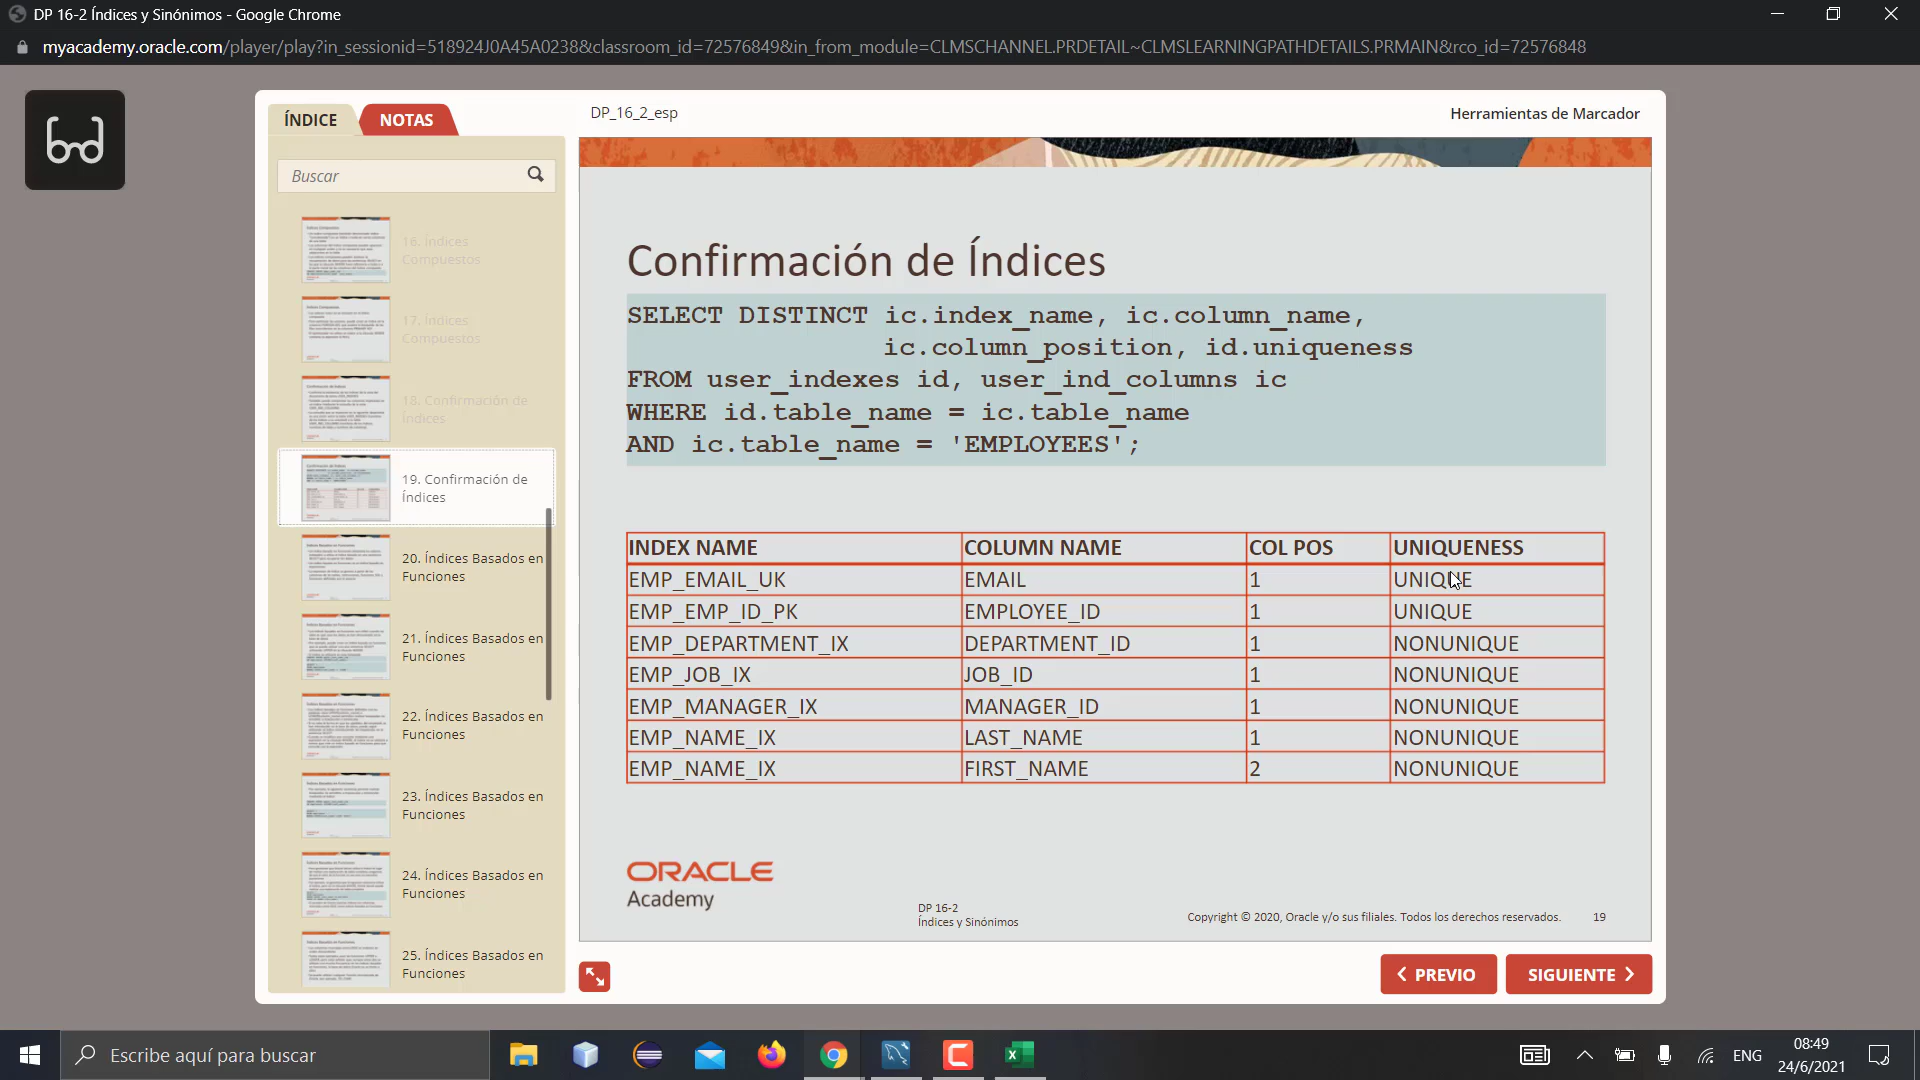 DP 16-2 Índices y Sinónimos - Google Chrome
myacademy.oracle.com/player/play?in_sessionid=518924J0A45A0238&classroom_id=72576849&in_from_module=CLMSCHANNEL.PRDETAIL~CLMSLEARNINGPATHDETAILS.PRMAIN&rco_id=72576848
ÍNDICE
NOTAS
DP_16_2_esp
Herramientas de Marcador
Buscar
16. Índices
Compuestos
17. Índices
Compuestos
18. Confirmación de
Índices
19. Confirmación de
Índices
20. Índices Basados en
Funciones
21. Índices Basados en
Funciones
22. Índices Basados en
Funciones
23. Índices Basados en
Funciones
24. Índices Basados en
Funciones
25. Índices Basados en
Funciones
Confirmación de Índices
SELECT DISTINCT ic.index_name, ic.column_name,
ic.column_position, id.uniqueness
FROM user_indexes id, user_ind_columns ic
WHERE id.table_name = ic.table_name
AND ic.table_name = 'EMPLOYEES';
INDEX NAME COLUMN NAME COL POS UNIQUENESS
EMP_EMAIL_UK EMAIL 1 UNIQUE
EMP_EMP_ID_PK EMPLOYEE_ID 1 UNIQUE
EMP_DEPARTMENT_IX DEPARTMENT_ID 1 NONUNIQUE
EMP_JOB_IX JOB_ID 1 NONUNIQUE
EMP_MANAGER_IX MANAGER_ID 1 NONUNIQUE
EMP_NAME_IX LAST_NAME 1 NONUNIQUE
EMP_NAME_IX FIRST_NAME 2 NONUNIQUE
ORACLE
Academy
DP 16-2
Índices y Sinónimos
Copyright © 2020, Oracle y/o sus filiales. Todos los derechos reservados.
19
PREVIO
SIGUIENTE
Escribe aquí para buscar
ENG
08:49
24/6/2021